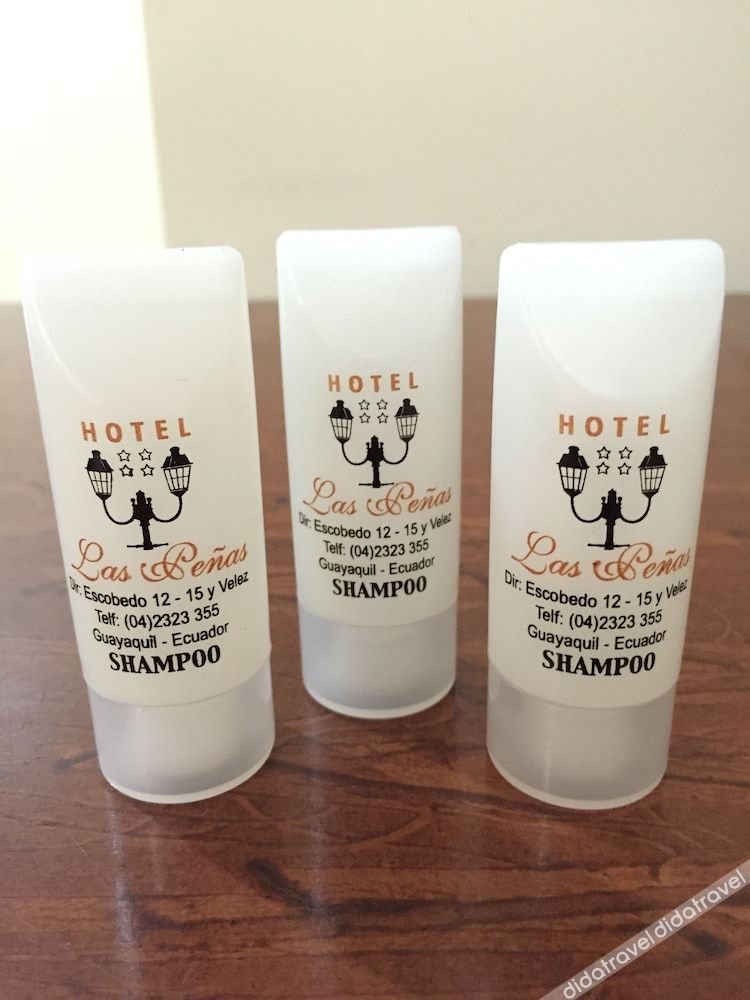 HOTEL
Las Peñas
Dir: Escobedo 12 - 15 y Velez
Telf: (04)2323 355
Guayaquil - Ecuador
SHAMPOO
HOTEL
Las Peñas
Dir: Escobedo 12 - 15 y Velez
Telf: (04)2323 355
Guayaquil - Ecuador
SHAMPOO
HOTEL
Las Peñas
Dir: Escobedo 12 - 15 y Velez
Telf: (04)2323 355
Guayaquil - Ecuador
SHAMPOO
didatravel didatravel